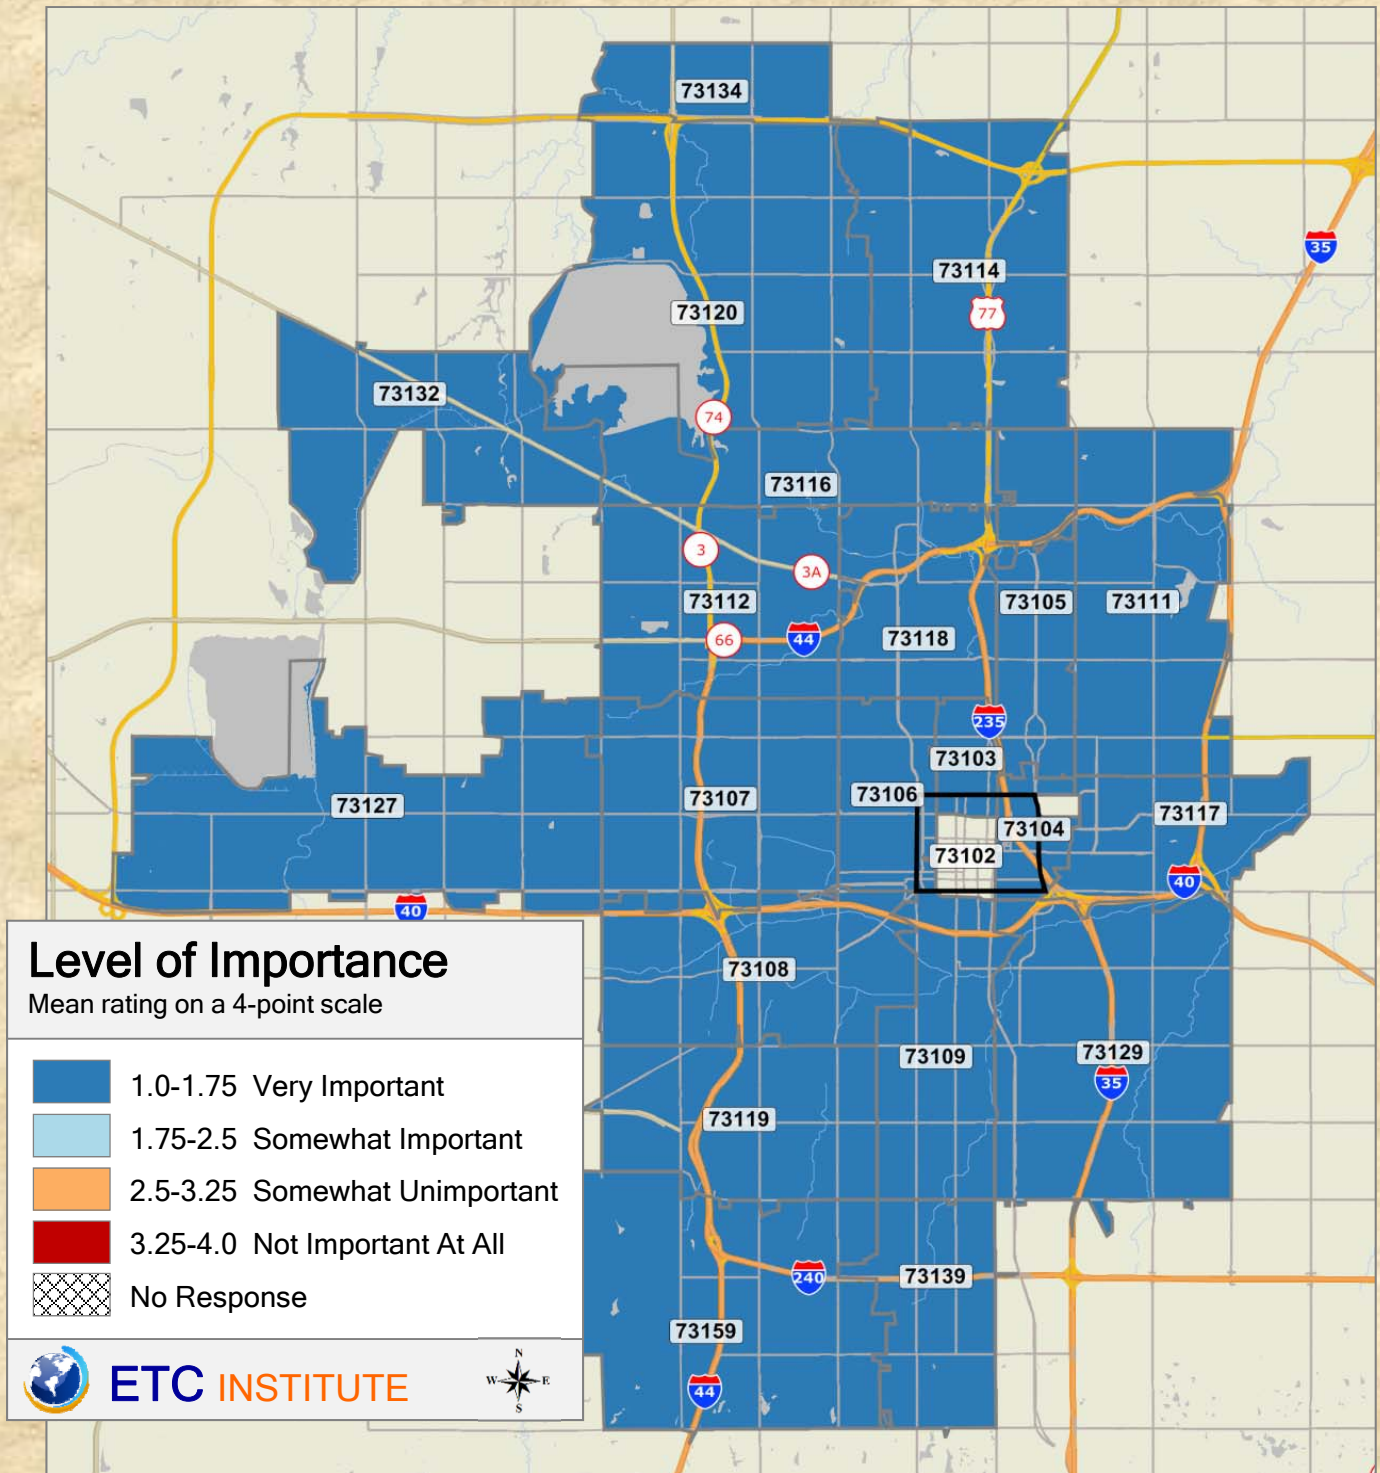 73134
35
73114
77
73120
73132
74
73116
3
3A
73112
73105
73111
66
44
73118
235
73103
73106
73107
73127
73117
73104
73102
40
40
73108
73109
73129
35
73119
240
73139
73159
44
Level of Importance
Mean rating on a 4-point scale
1.0-1.75 Very Important
1.75-2.5 Somewhat Important
2.5-3.25 Somewhat Unimportant
3.25-4.0 Not Important At All
No Response
ETC INSTITUTE
N
W E
S